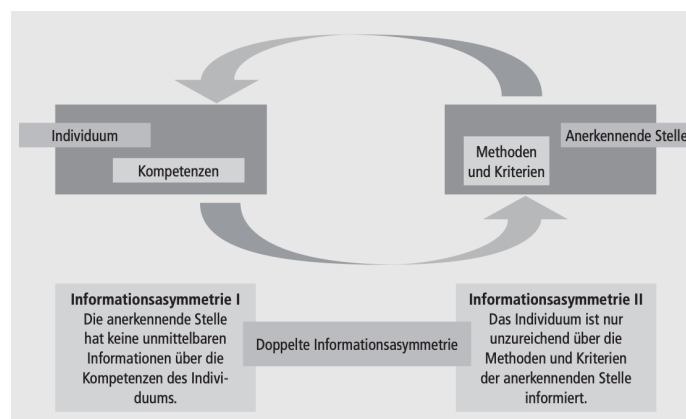 Individuum
Kompetenzen
Methoden
und Kriterien
Anerkennende Stelle
Informationsasymmetrie I
Die anerkennende Stelle
hat keine unmittelbaren
Informationen über die
Kompetenzen des Indivi-
duums.
Doppelte Informationsasymmetrie
Informationsasymmetrie II
Das Individuum ist nur
unzureichend über die
Methoden und Kriterien
der anerkennenden Stelle
informiert.